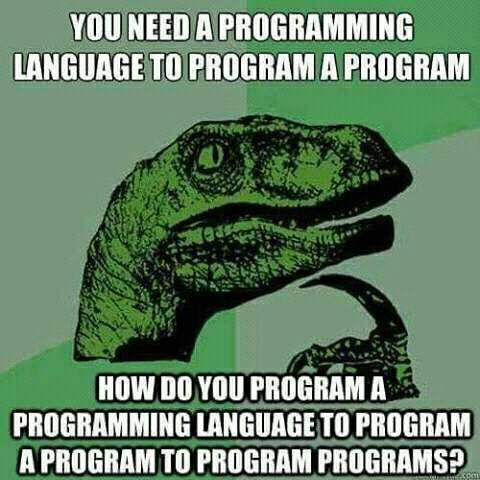 YOU NEED A PROGRAMMING
LANGUAGE TO PROGRAM A PROGRAM
HOW DO YOU PROGRAM A
PROGRAMMING LANGUAGE TO PROGRAM
A PROGRAM TO PROGRAM PROGRAMS?